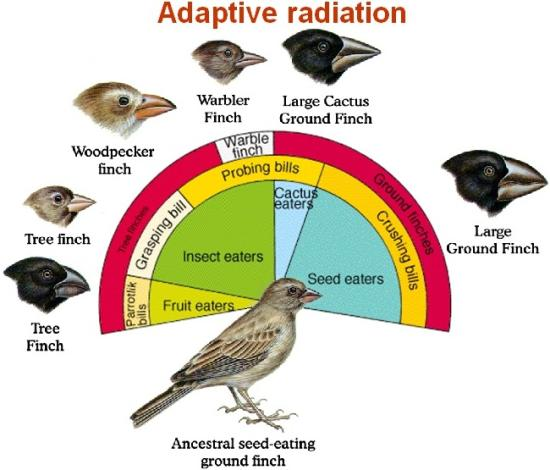 Adaptive radiation
Warbler
Finch
Large Cactus
Ground Finch
Woodpecker
finch
Tree finch
Tree
Finch
Large
Ground Finch
Warble
finch
Probing bills
Tree finches
Grasping bill
Parrotlik
bills
Cactus
eaters
Ground finches
Crushing bills
Insect eaters
Seed eaters
Fruit eaters
Ancestral seed-eating
ground finch